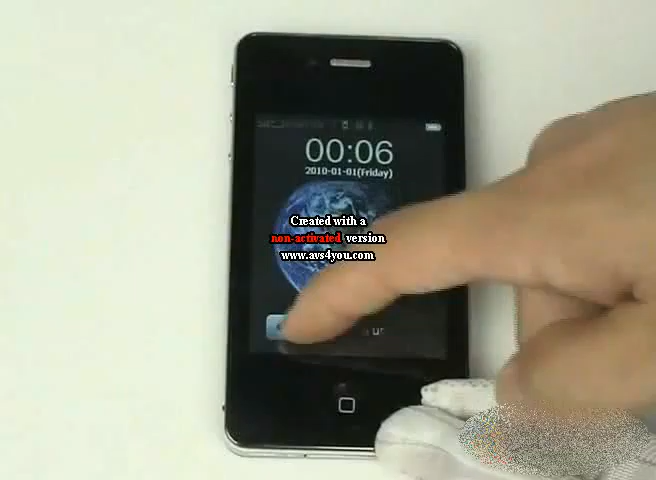 00:06
2010-01-01(Friday)
Created with a
non-activated version
www.avs4you.com